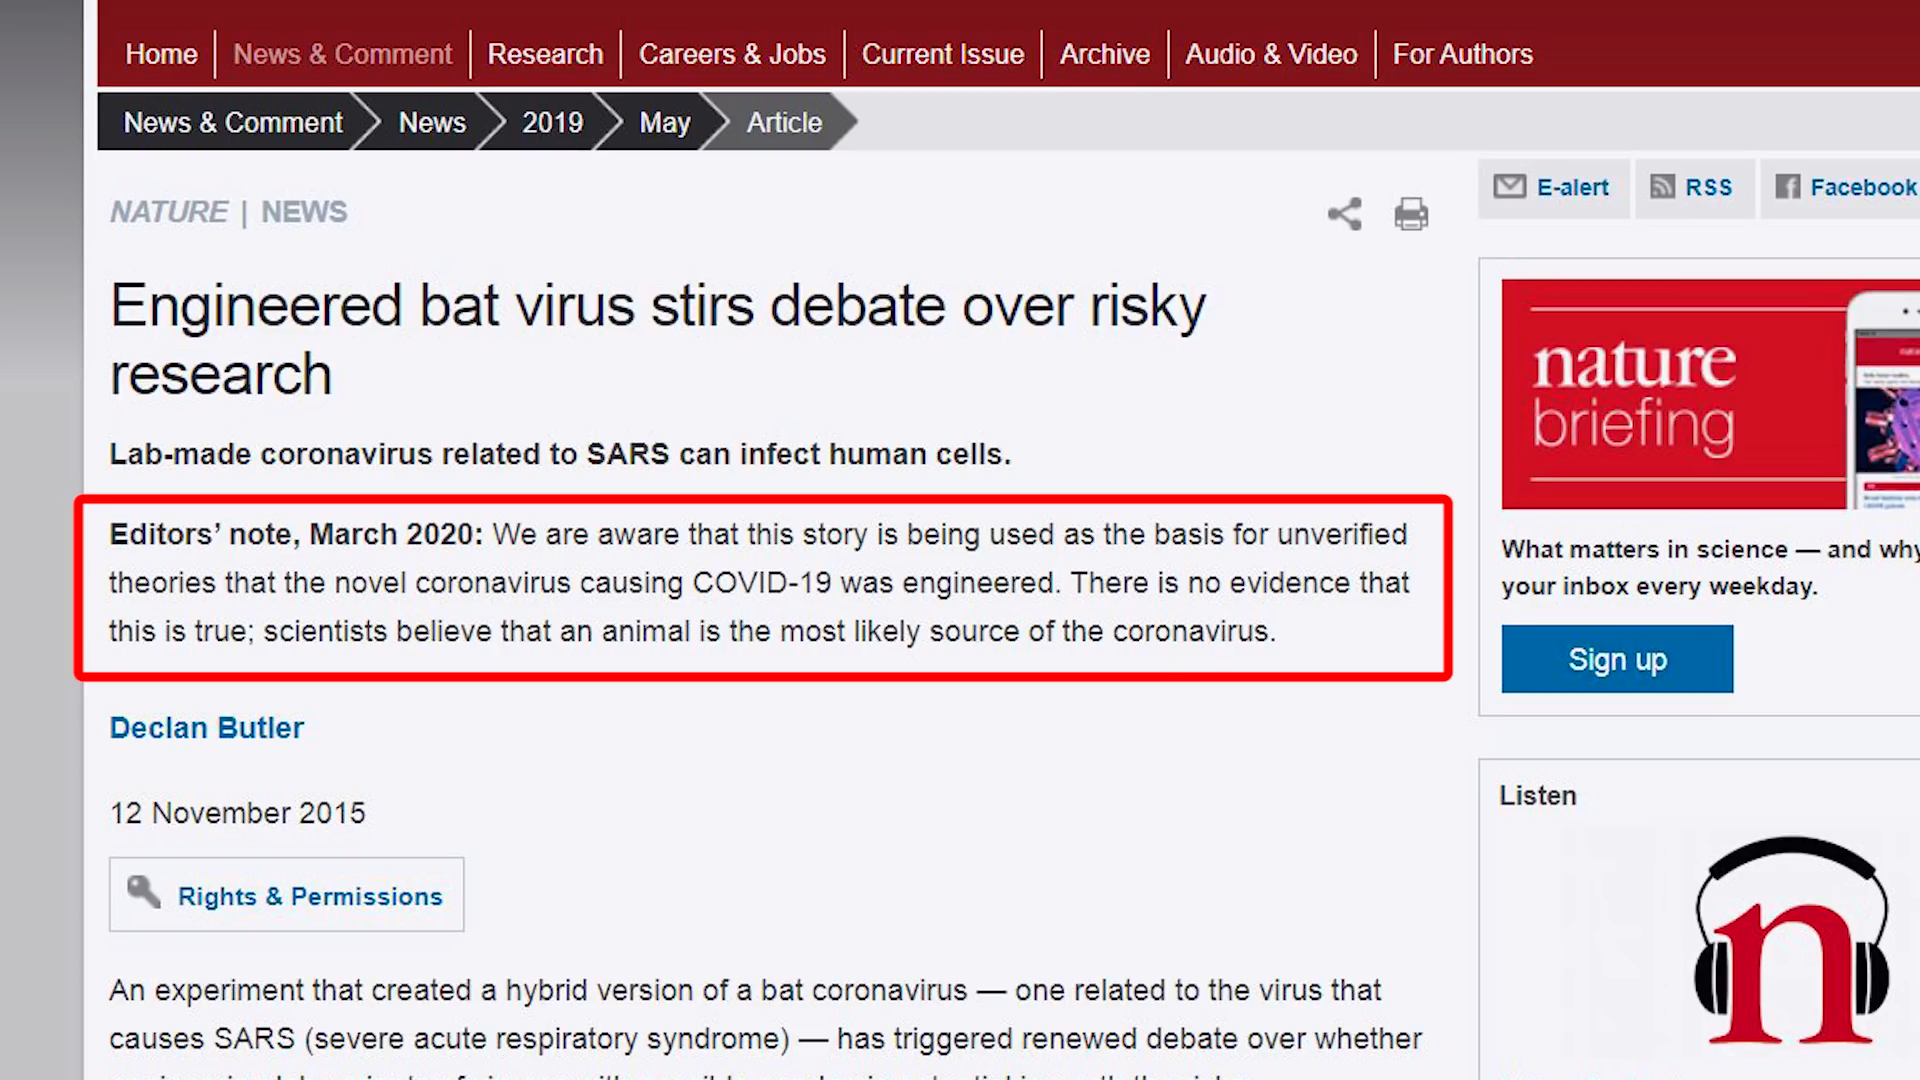 Home | News & Comment | Research | Careers & Jobs | Current Issue | Archive | Audio & Video | For Authors
News & Comment News 2019 May Article
NATURE | NEWS
E-alert RSS Facebook
Engineered bat virus stirs debate over risky
research
Lab-made coronavirus related to SARS can infect human cells.
Editors’ note, March 2020: We are aware that this story is being used as the basis for unverified
theories that the novel coronavirus causing COVID-19 was engineered. There is no evidence that
this is true; scientists believe that an animal is the most likely source of the coronavirus.
Declan Butler
12 November 2015
Rights & Permissions
An experiment that created a hybrid version of a bat coronavirus — one related to the virus that
causes SARS (severe acute respiratory syndrome) — has triggered renewed debate over whether
nature
briefing
What matters in science — and why
your inbox every weekday.
Sign up
Listen
n